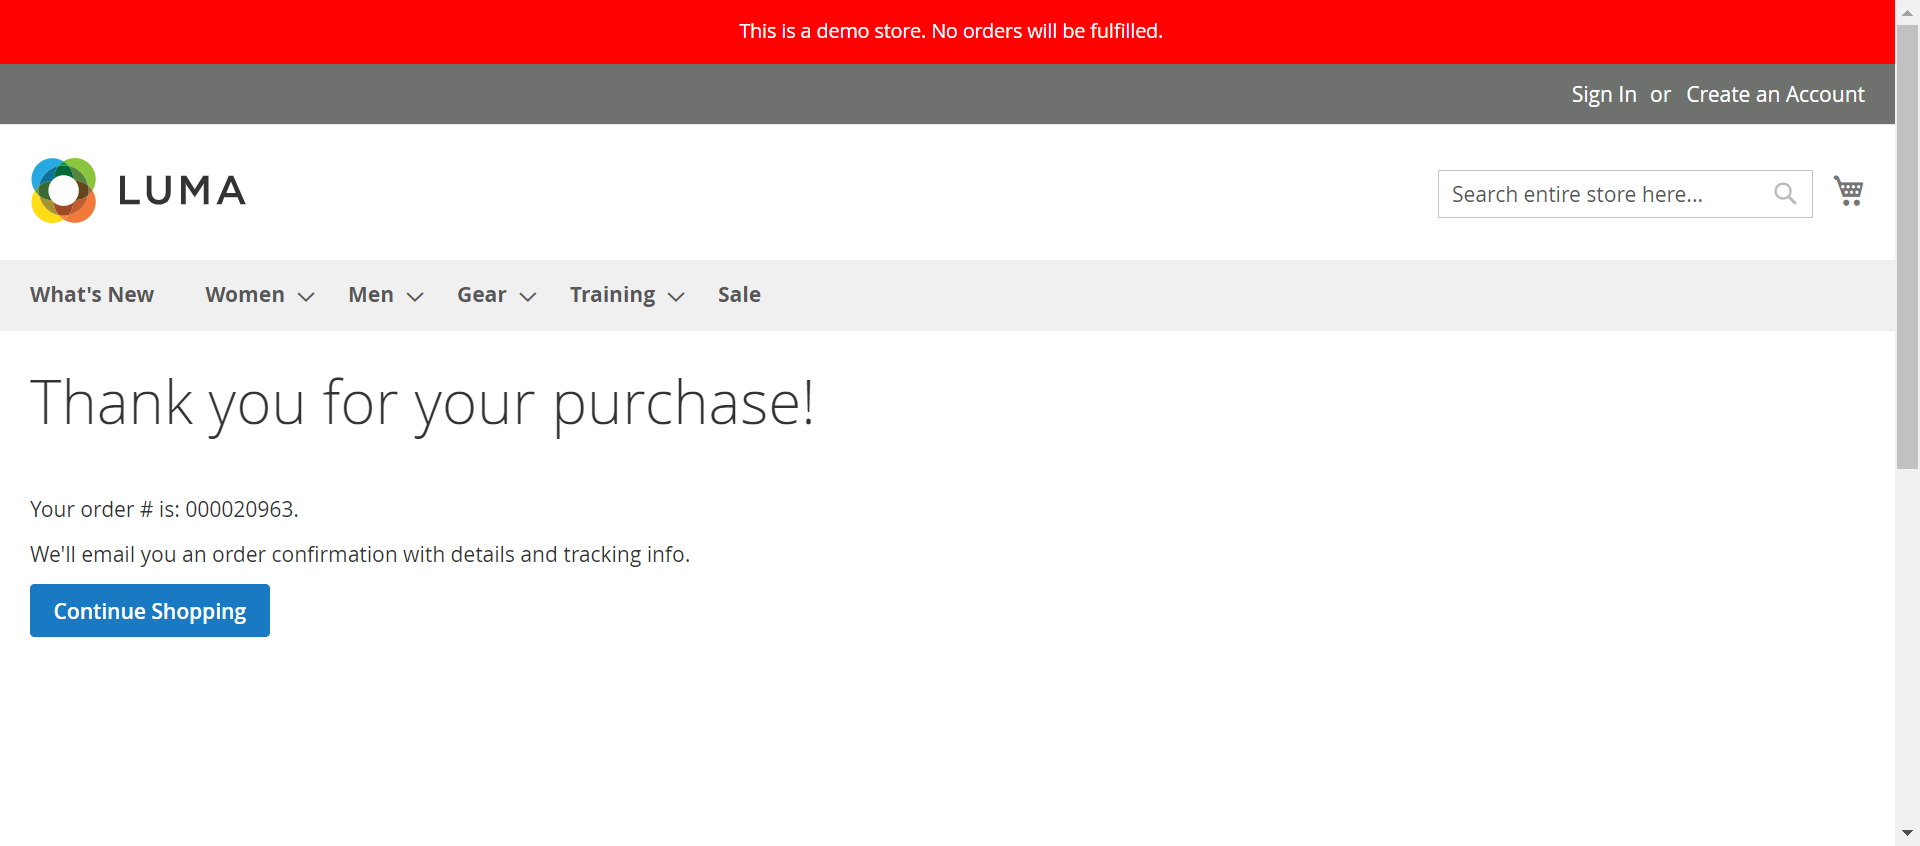 This is a demo store. No orders will be fulfilled.
Sign In or Create an Account
LUMA
Search entire store here...
What's New Women Men Gear Training Sale
Thank you for your purchase!
Your order # is: 000020963.
We'll email you an order confirmation with details and tracking info.
Continue Shopping